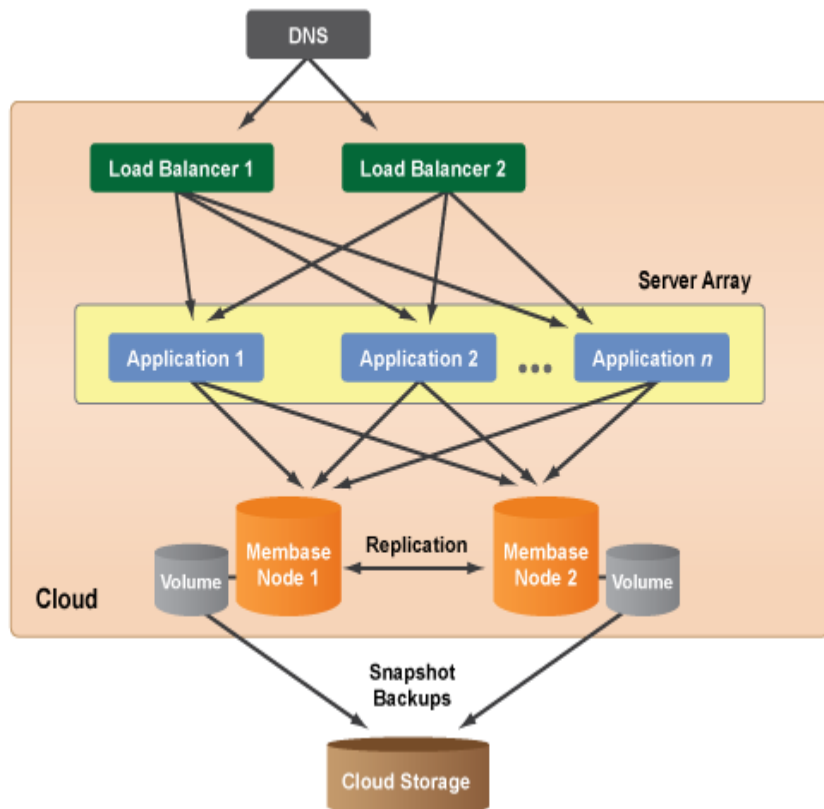 DNS
Load Balancer 1
Load Balancer 2
Server Array
Application 1
Application 2
...
Application n
Membase
Node 1
Replication
Membase
Node 2
Volume
Volume
Cloud
Snapshot
Backups
Cloud Storage